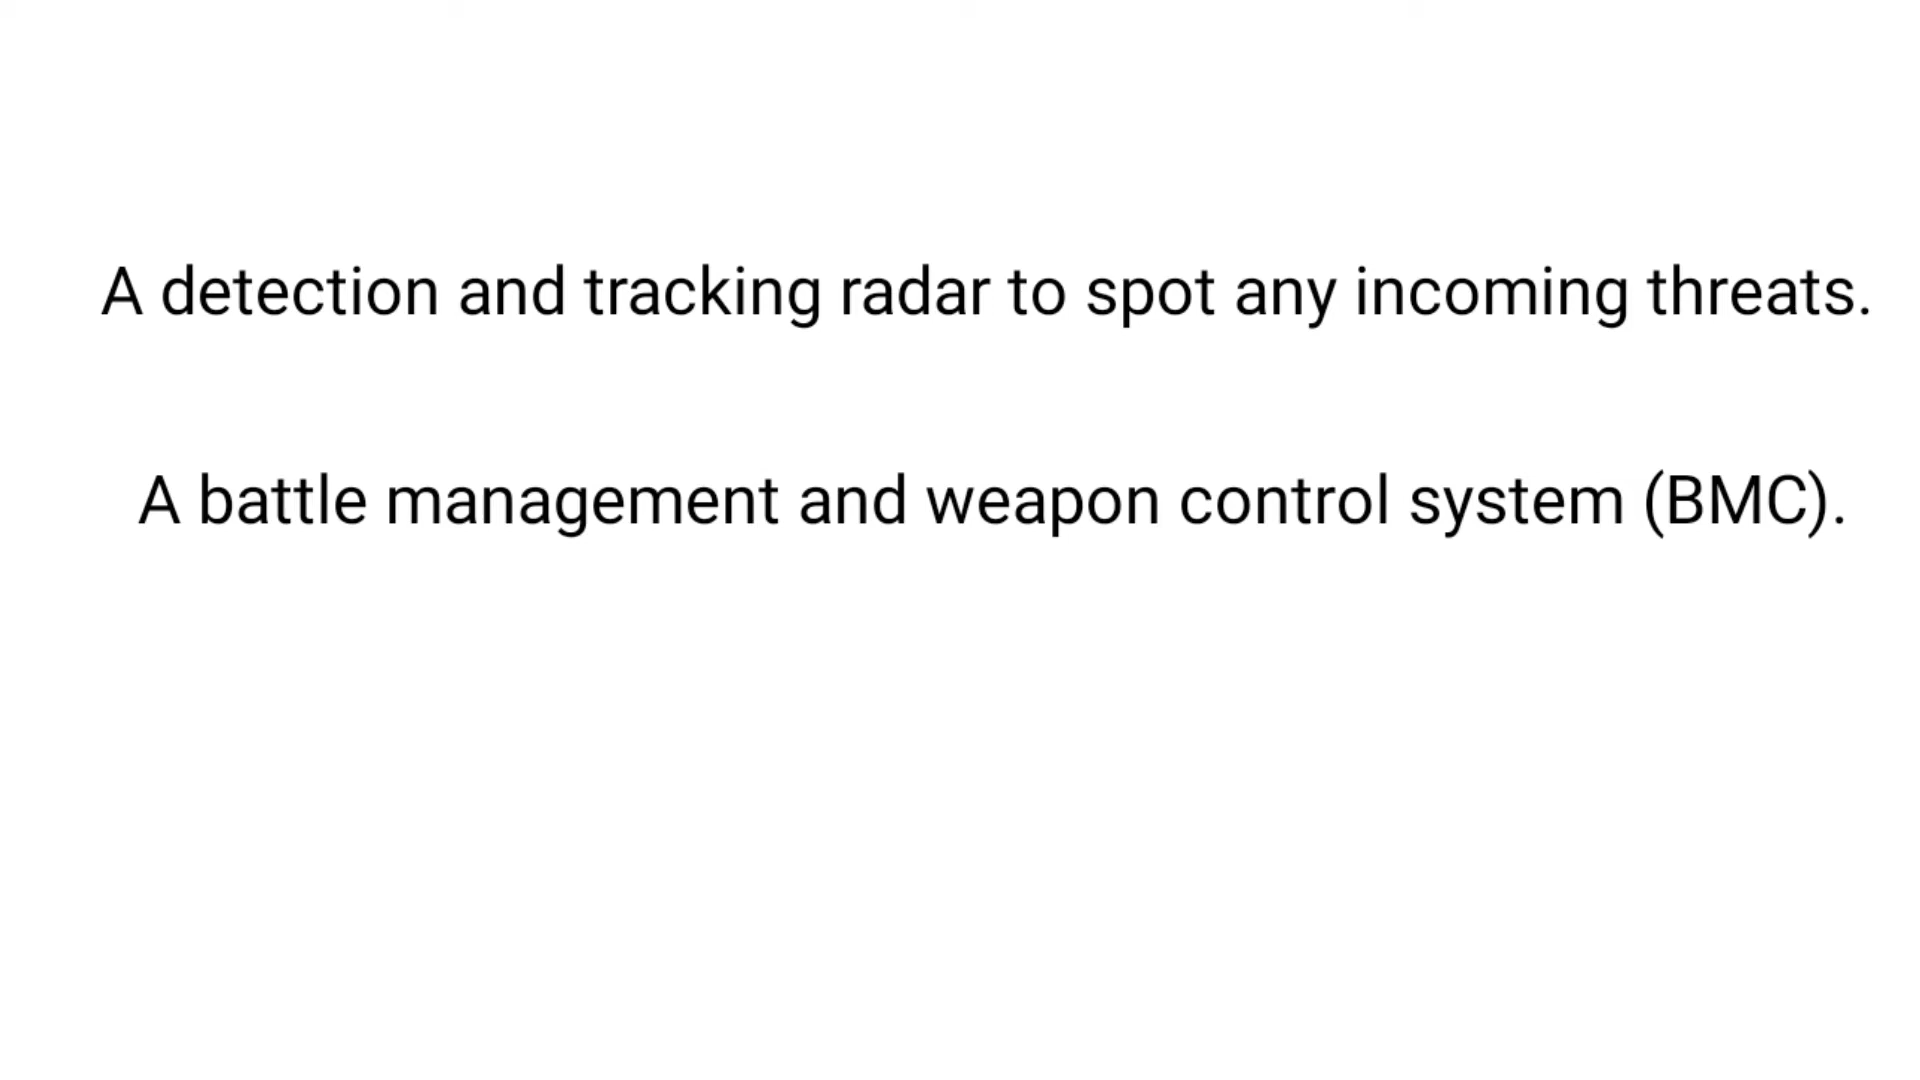 A detection and tracking radar to spot any incoming threats.
A battle management and weapon control system (BMC).